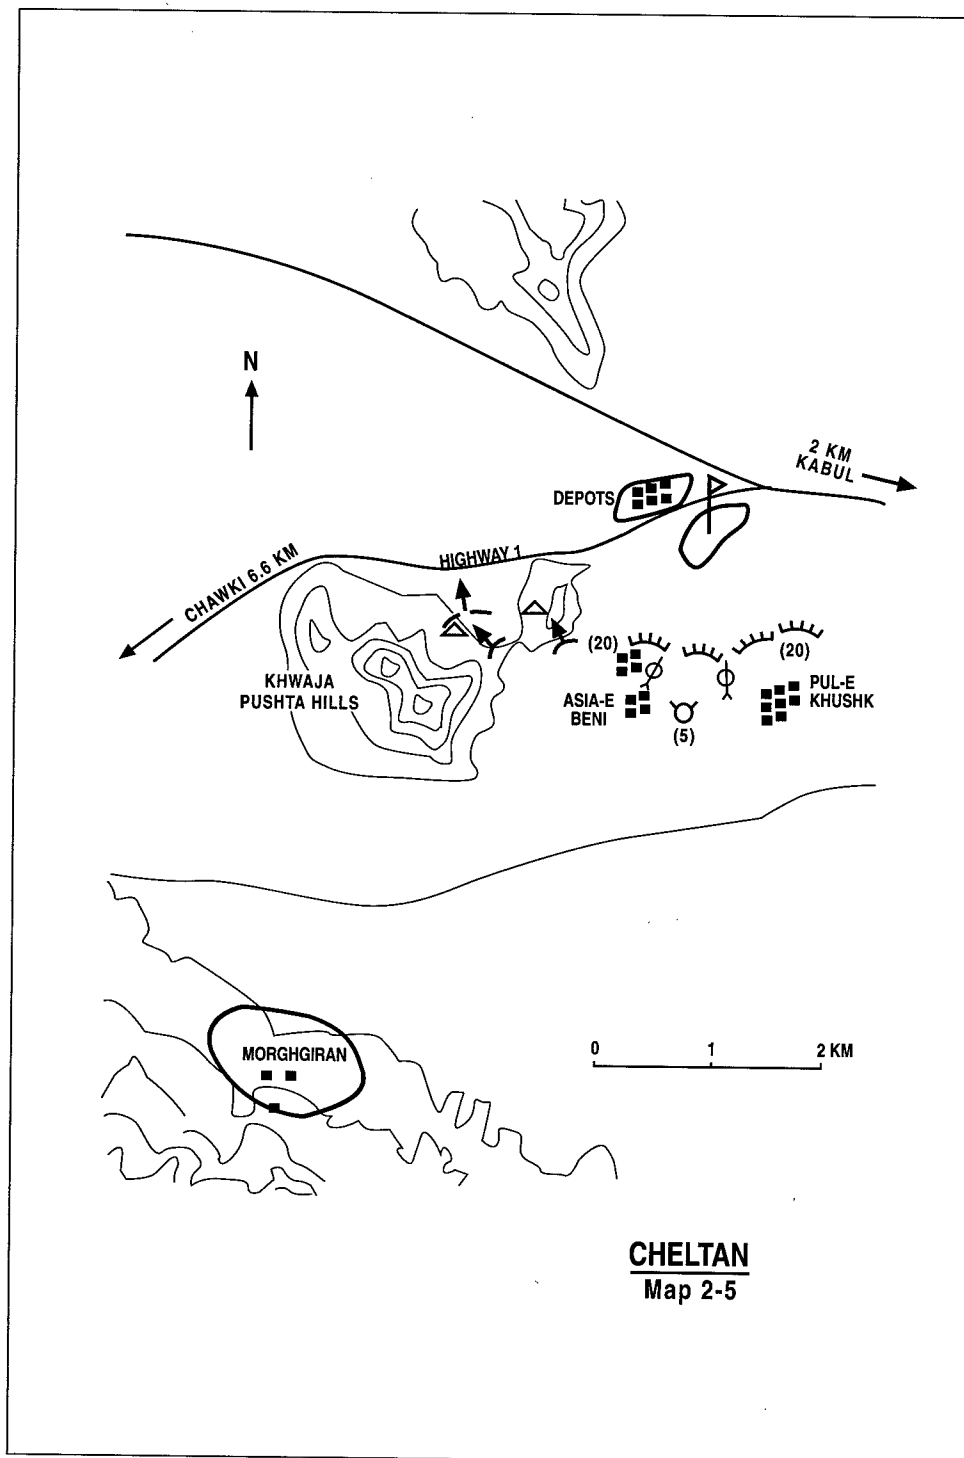 N
2 KM
KABUL
DEPOTS
HIGHWAY 1
CHAWKI 6.6 KM
KHWAJA
PUSHTA HILLS
(20)
(20)
ASIA-E
BENI
PUL-E
KHUSHK
(5)
MORGHGIRAN
0 1 2 KM
CHELTAN
Map 2-5